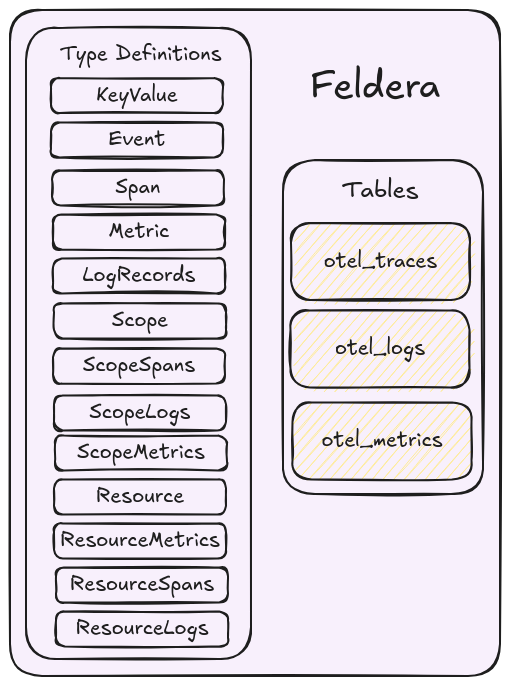 Type Definitions
KeyValue
Event
Span
Metric
LogRecords
Scope
ScopeSpans
ScopeLogs
ScopeMetrics
Resource
ResourceMetrics
ResourceSpans
ResourceLogs
Feldera
Tables
otel_traces
otel_logs
otel_metrics